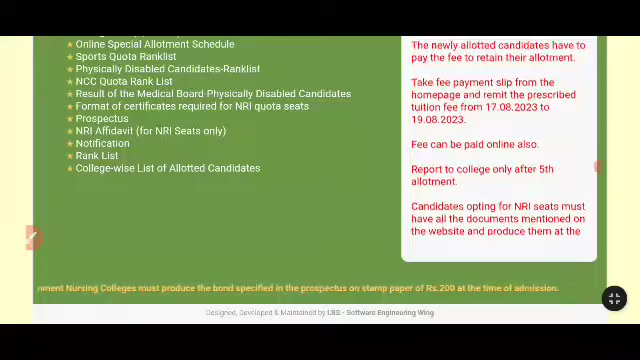 ★ Online Special Allotment Schedule
★ Sports Quota Ranklist
★ Physically Disabled Candidates-Ranklist
★ NCC Quota Rank List
★ Result of the Medical Board-Physically Disabled Candidates
★ Format of certificates required for NRI quota seats
★ Prospectus
★ NRI Affidavit (for NRI Seats only)
★ Notification
★ Rank List
★ College-wise List of Allotted Candidates
The newly allotted candidates have to
pay the fee to retain their allotment.
Take fee payment slip from the
homepage and remit the prescribed
tuition fee from 17.08.2023 to
19.08.2023.
Fee can be paid online also.
Report to college only after 5th
allotment.
Candidates opting for NRI seats must
have all the documents mentioned on
the website and produce them at the
nment Nursing Colleges must produce the bond specified in the prospectus on stamp paper of Rs.200 at the time of admission.
Designed, Developed & Maintained by LBS - Software Engineering Wing